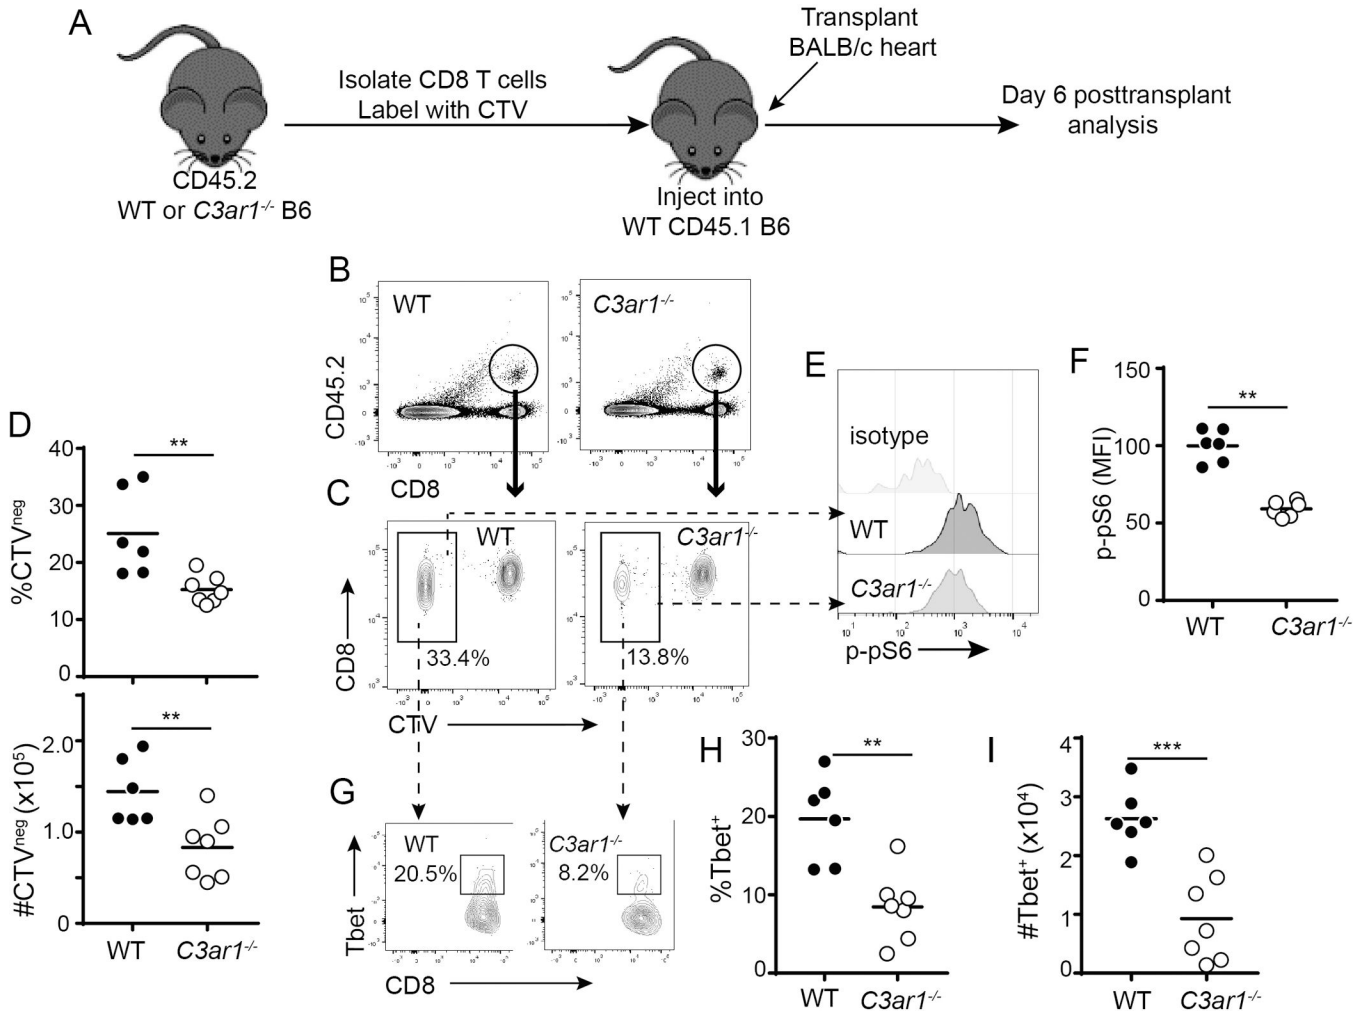 A
Transplant
BALB/c heart
Isolate CD8 T cells
Label with CTV
Day 6 posttransplant
analysis
CD45.2
WT or C3ar1-/- B6
Inject into
WT CD45.1 B6
B
WT
C3ar1-/-
CD45.2
CD8
C
WT
C3ar1-/-
33.4%
13.8%
CD8
CTV
D
%CTVneg
40
30
20
10
0
**
#CTVneg (x10⁵)
2.0
1.0
0
**
WT
C3ar1-/-
E
isotype
WT
C3ar1-/-
10¹
10²
10³
10⁴
p-pS6
F
p-pS6 (MFI)
150
100
50
0
**
WT
C3ar1-/-
G
WT
20.5%
C3ar1-/-
8.2%
Tbet
CD8
H
%Tbet+
30
20
10
0
**
WT
C3ar1-/-
I
#Tbet+ (x10⁴)
4
3
2
1
0
***
WT
C3ar1-/-